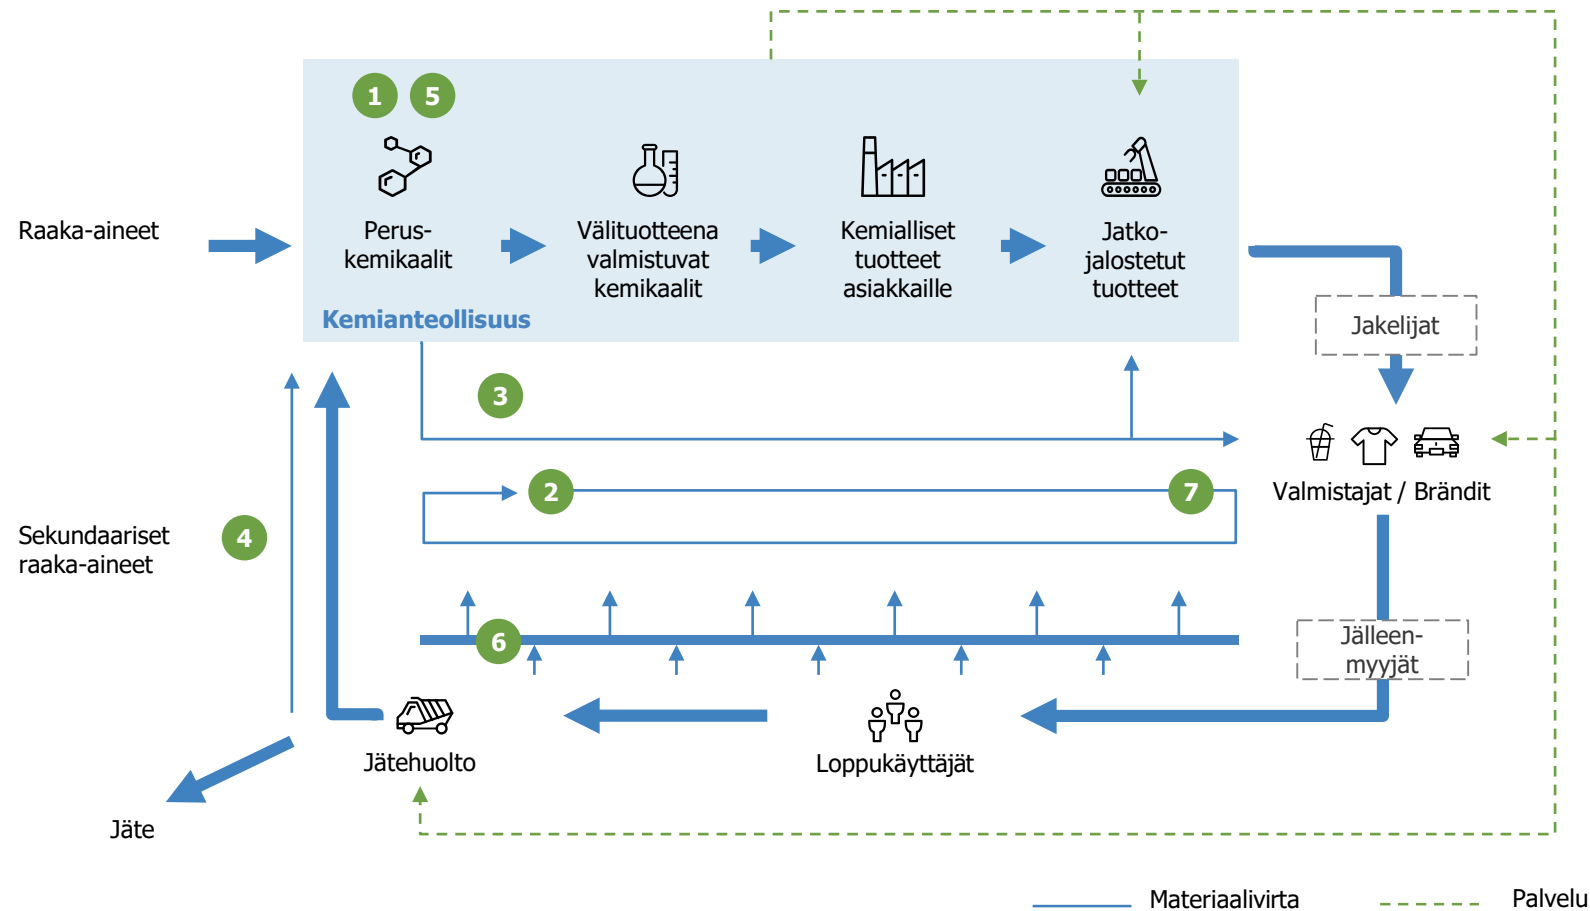 1
5
Raaka-aineet
Perus-
kemikaalit
Välituotteena
valmistuvat
kemikaalit
Kemialliset
tuotteet
asiakkaille
Jatko-
jalostetut
tuotteet
Kemianteollisuus
Jakelijat
3
2
7
Valmistajat / Brändit
Sekundaariset
raaka-aineet
4
6
Jälleen-
myyjät
Jätehuolto
Loppukäyttäjät
Jäte
Materiaalivirta
Palvelu